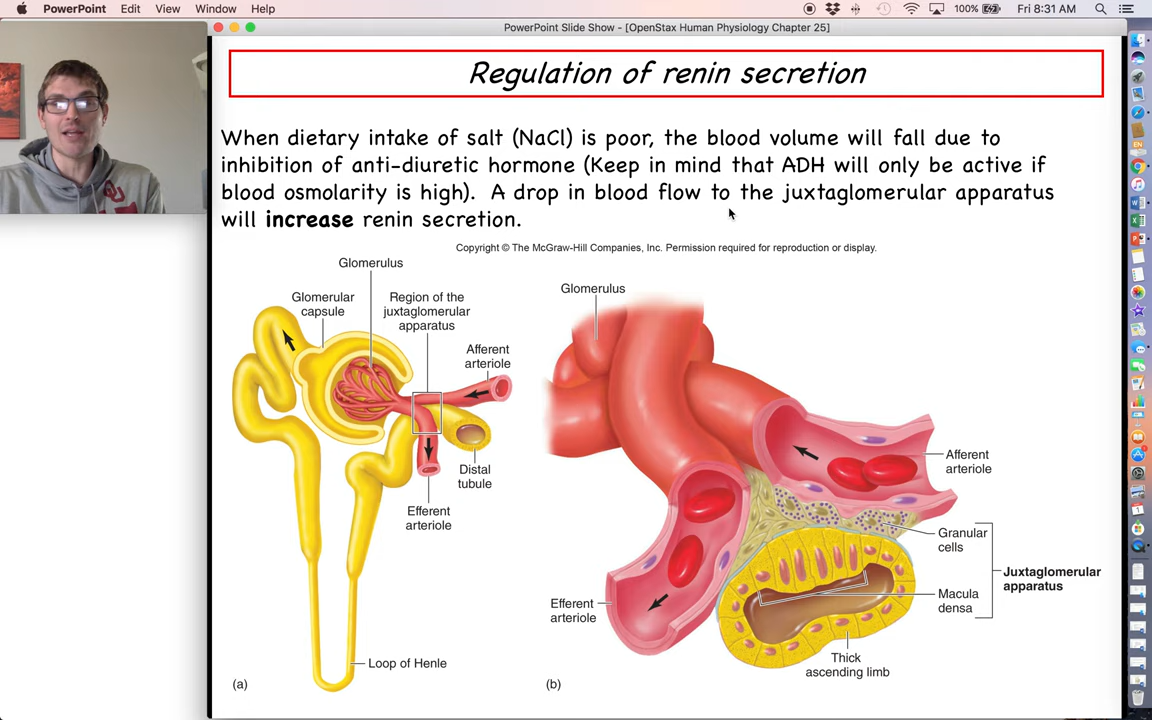 PowerPoint Edit View Window Help 100% Fri 8:31 AM
PowerPoint Slide Show - [OpenStax Human Physiology Chapter 25]
Regulation of renin secretion
When dietary intake of salt (NaCl) is poor, the blood volume will fall due to
inhibition of anti-diuretic hormone (Keep in mind that ADH will only be active if
blood osmolarity is high). A drop in blood flow to the juxtaglomerular apparatus
will increase renin secretion.
Copyright © The McGraw-Hill Companies, Inc. Permission required for reproduction or display.
Glomerulus
Glomerular
capsule
Region of the
juxtaglomerular
apparatus
Afferent
arteriole
Distal
tubule
Efferent
arteriole
Loop of Henle
(a)
Glomerulus
Afferent
arteriole
Granular
cells
Juxtaglomerular
apparatus
Macula
densa
Efferent
arteriole
Thick
ascending limb
(b)